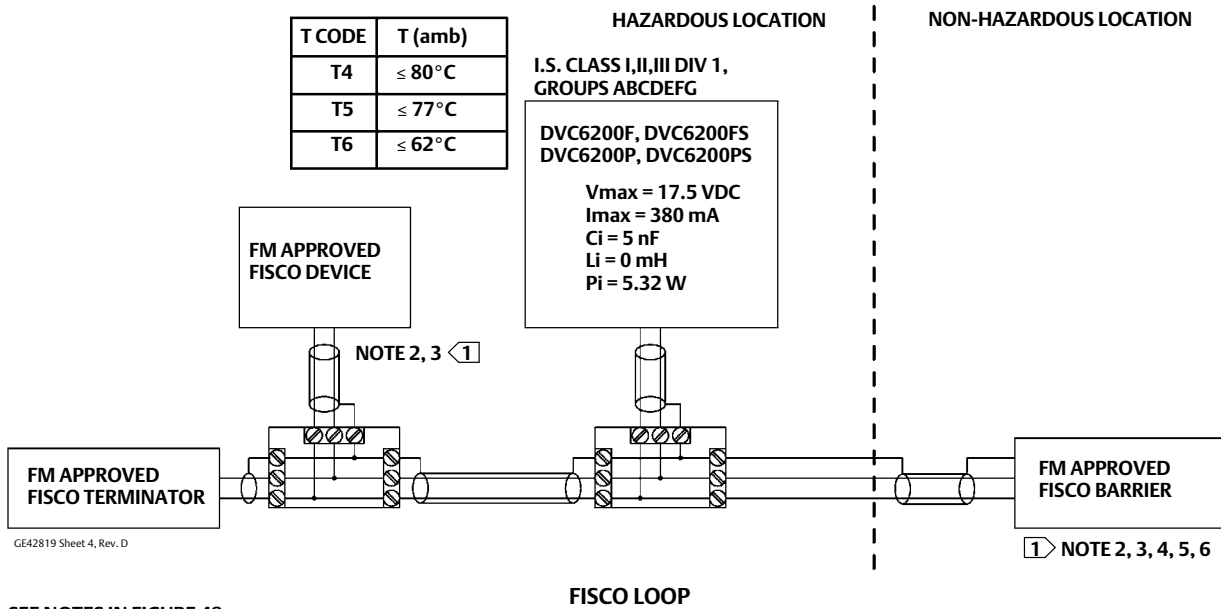 HAZARDOUS LOCATION
NON-HAZARDOUS LOCATION
T CODE T (amb)
T4 ≤ 80°C
T5 ≤ 77°C
T6 ≤ 62°C
I.S. CLASS I,II,III DIV 1,
GROUPS ABCDEFG
DVC6200F, DVC6200FS
DVC6200P, DVC6200PS
Vmax = 17.5 VDC
Imax = 380 mA
Ci = 5 nF
Li = 0 mH
Pi = 5.32 W
FM APPROVED
FISCO DEVICE
NOTE 2, 3 1
FM APPROVED
FISCO TERMINATOR
FM APPROVED
FISCO BARRIER
GE42819 Sheet 4, Rev. D
1 NOTE 2, 3, 4, 5, 6
FISCO LOOP